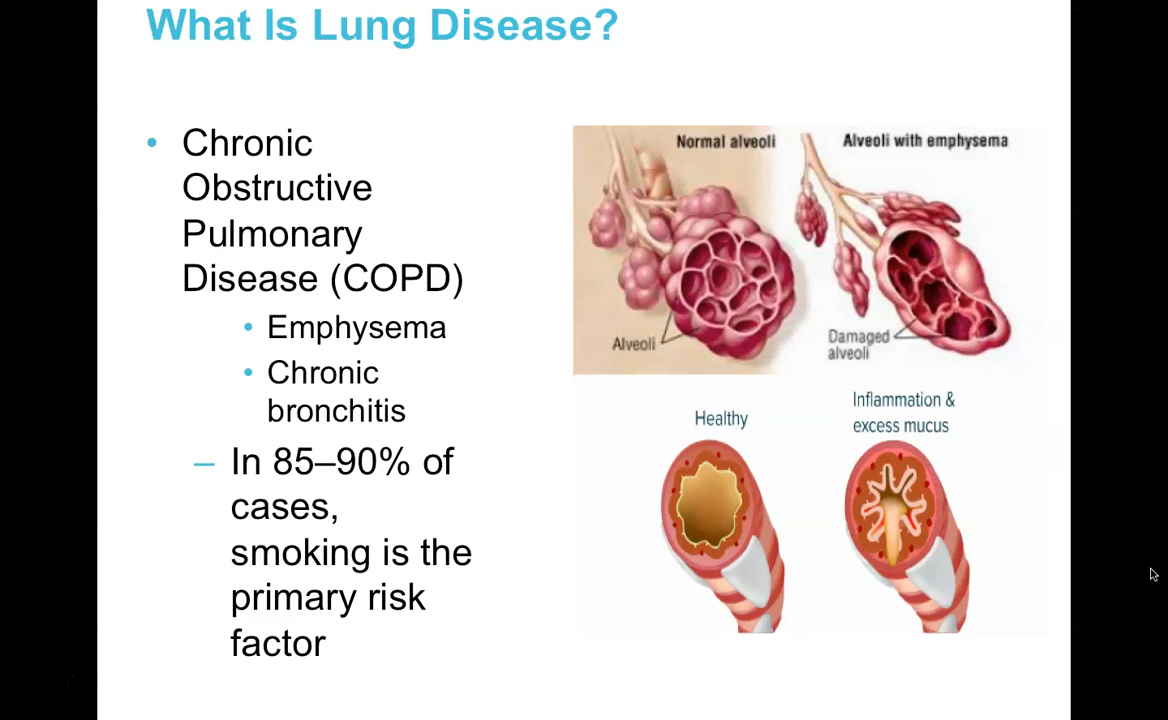 What Is Lung Disease?
• Chronic
Obstructive
Pulmonary
Disease (COPD)
• Emphysema
• Chronic
bronchitis
– In 85–90% of
cases,
smoking is the
primary risk
factor
Normal alveoli
Alveoli with emphysema
Alveoli
Damaged
alveoli
Healthy
Inflammation &
excess mucus